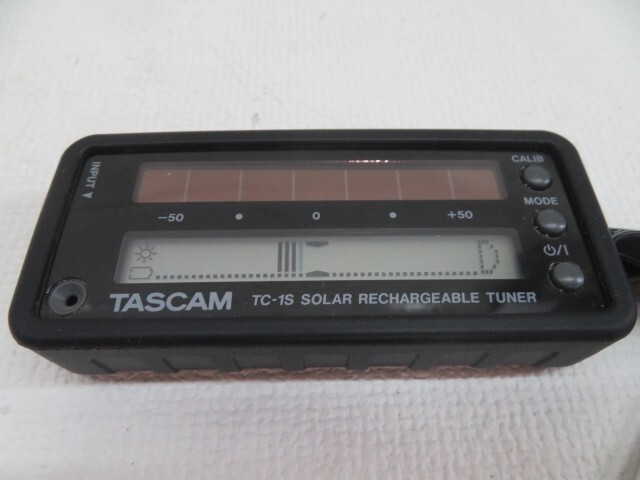 INPUT ▼
CALIB
MODE
-50 • 0 • +50
⏻/I
D
TASCAM TC-1S SOLAR RECHARGEABLE TUNER